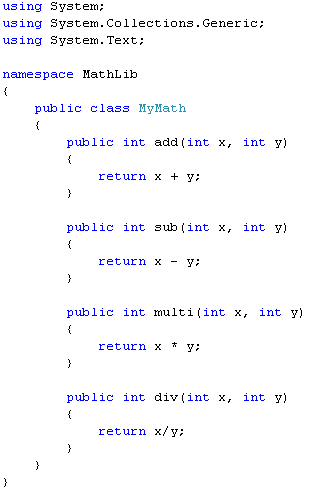 using System;
using System.Collections.Generic;
using System.Text;

namespace MathLib
{
    public class MyMath
    {
        public int add(int x, int y)
        {
            return x + y;
        }

        public int sub(int x, int y)
        {
            return x - y;
        }

        public int multi(int x, int y)
        {
            return x * y;
        }

        public int div(int x, int y)
        {
            return x/y;
        }
    }
}